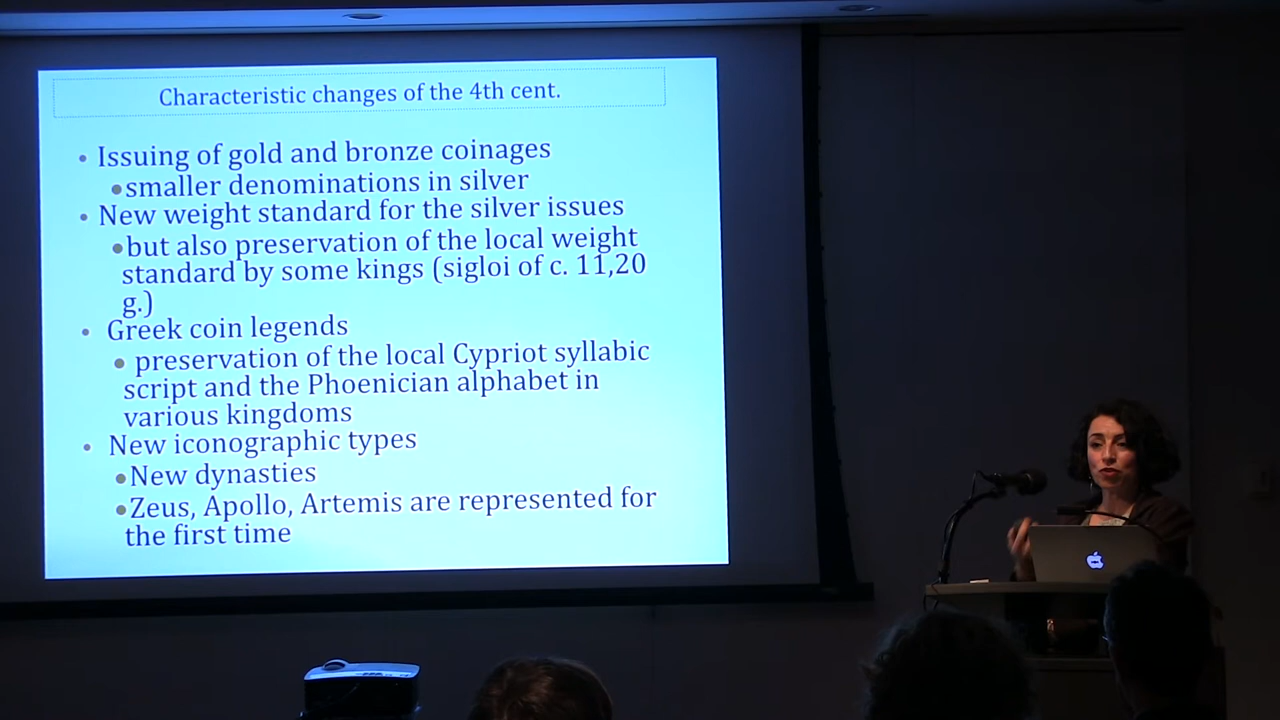 Characteristic changes of the 4th cent.
• Issuing of gold and bronze coinages
•smaller denominations in silver
• New weight standard for the silver issues
•but also preservation of the local weight
standard by some kings (sigloi of c. 11,20
g.)
• Greek coin legends
• preservation of the local Cypriot syllabic
script and the Phoenician alphabet in
various kingdoms
• New iconographic types
•New dynasties
•Zeus, Apollo, Artemis are represented for
the first time